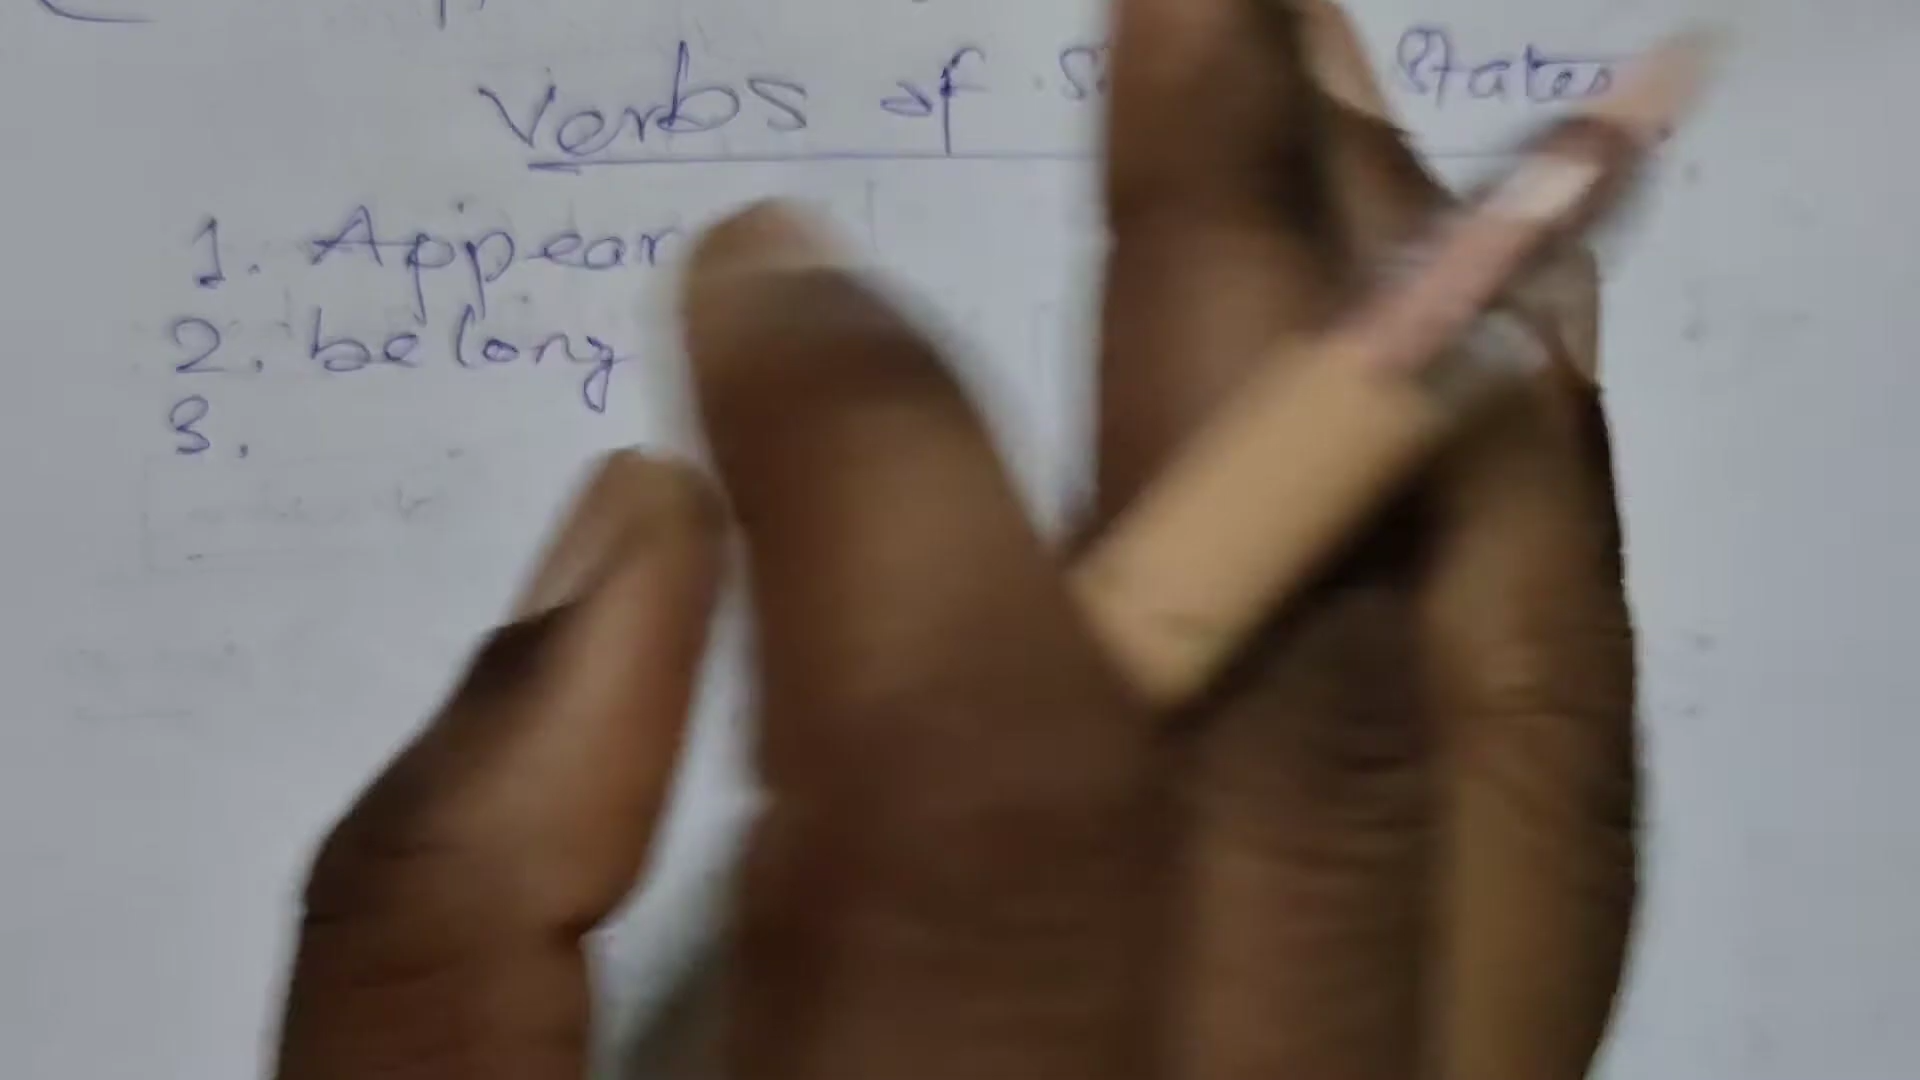 Verbs of States
1. Appear
2. belong
3.